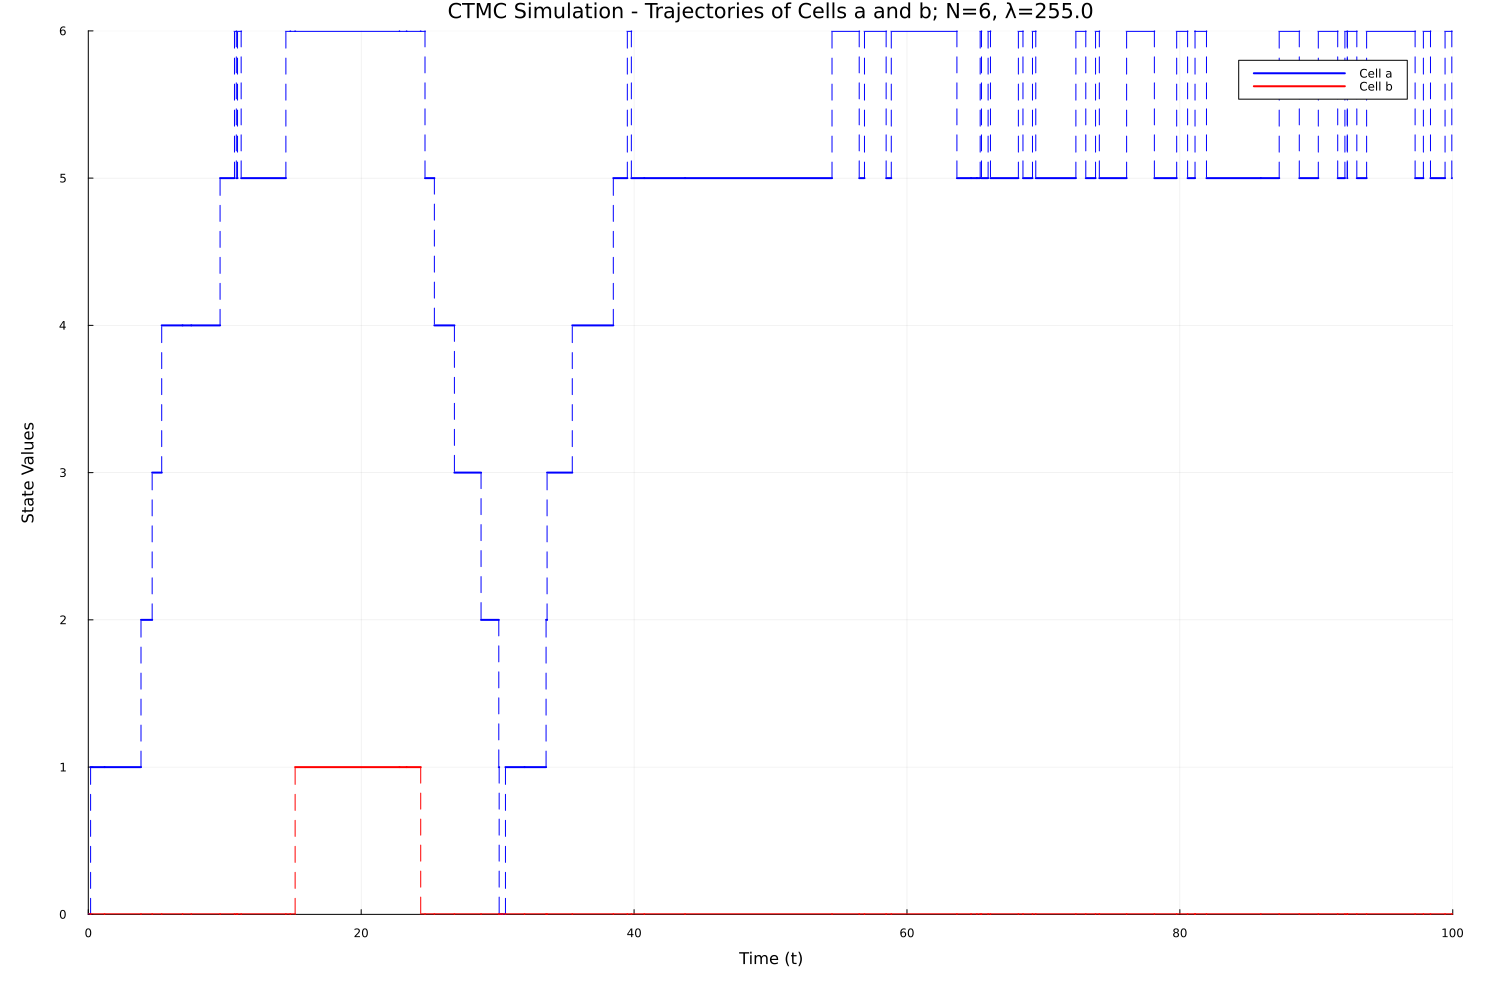 CTMC Simulation - Trajectories of Cells a and b; N=6, λ=255.0
6
Cell a
Cell b
5
4
State Values
3
2
1
0
0 20 40 60 80 100
Time (t)